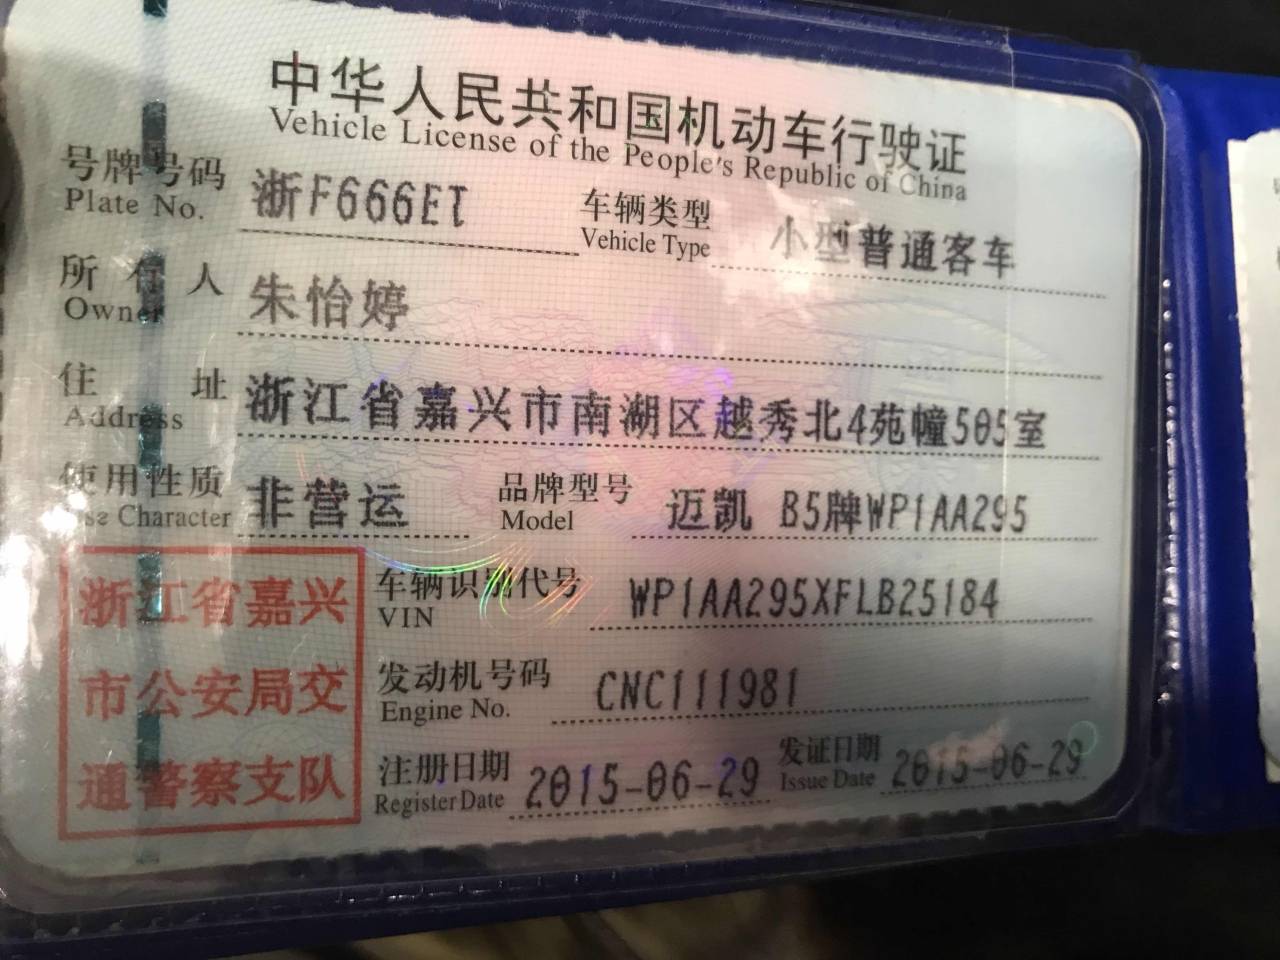 中华人民共和国机动车行驶证
Vehicle License of the People's Republic of China
号牌号码 浙F666ET 车辆类型 小型普通客车
Plate No. Vehicle Type
所有人 朱怡婷
Owner
住址 浙江省嘉兴市南湖区越秀北4苑幢505室
Address
使用性质 非营运 品牌型号 迈凯 B5牌WP1AA295
Use Character Model
浙江省嘉兴 车辆识别代号 WP1AA295XFLB25184
VIN
市公安局交 发动机号码 CNC111981
Engine No.
通警察支队 注册日期 2015-06-29 发证日期 2015-06-29
Register Date Issue Date